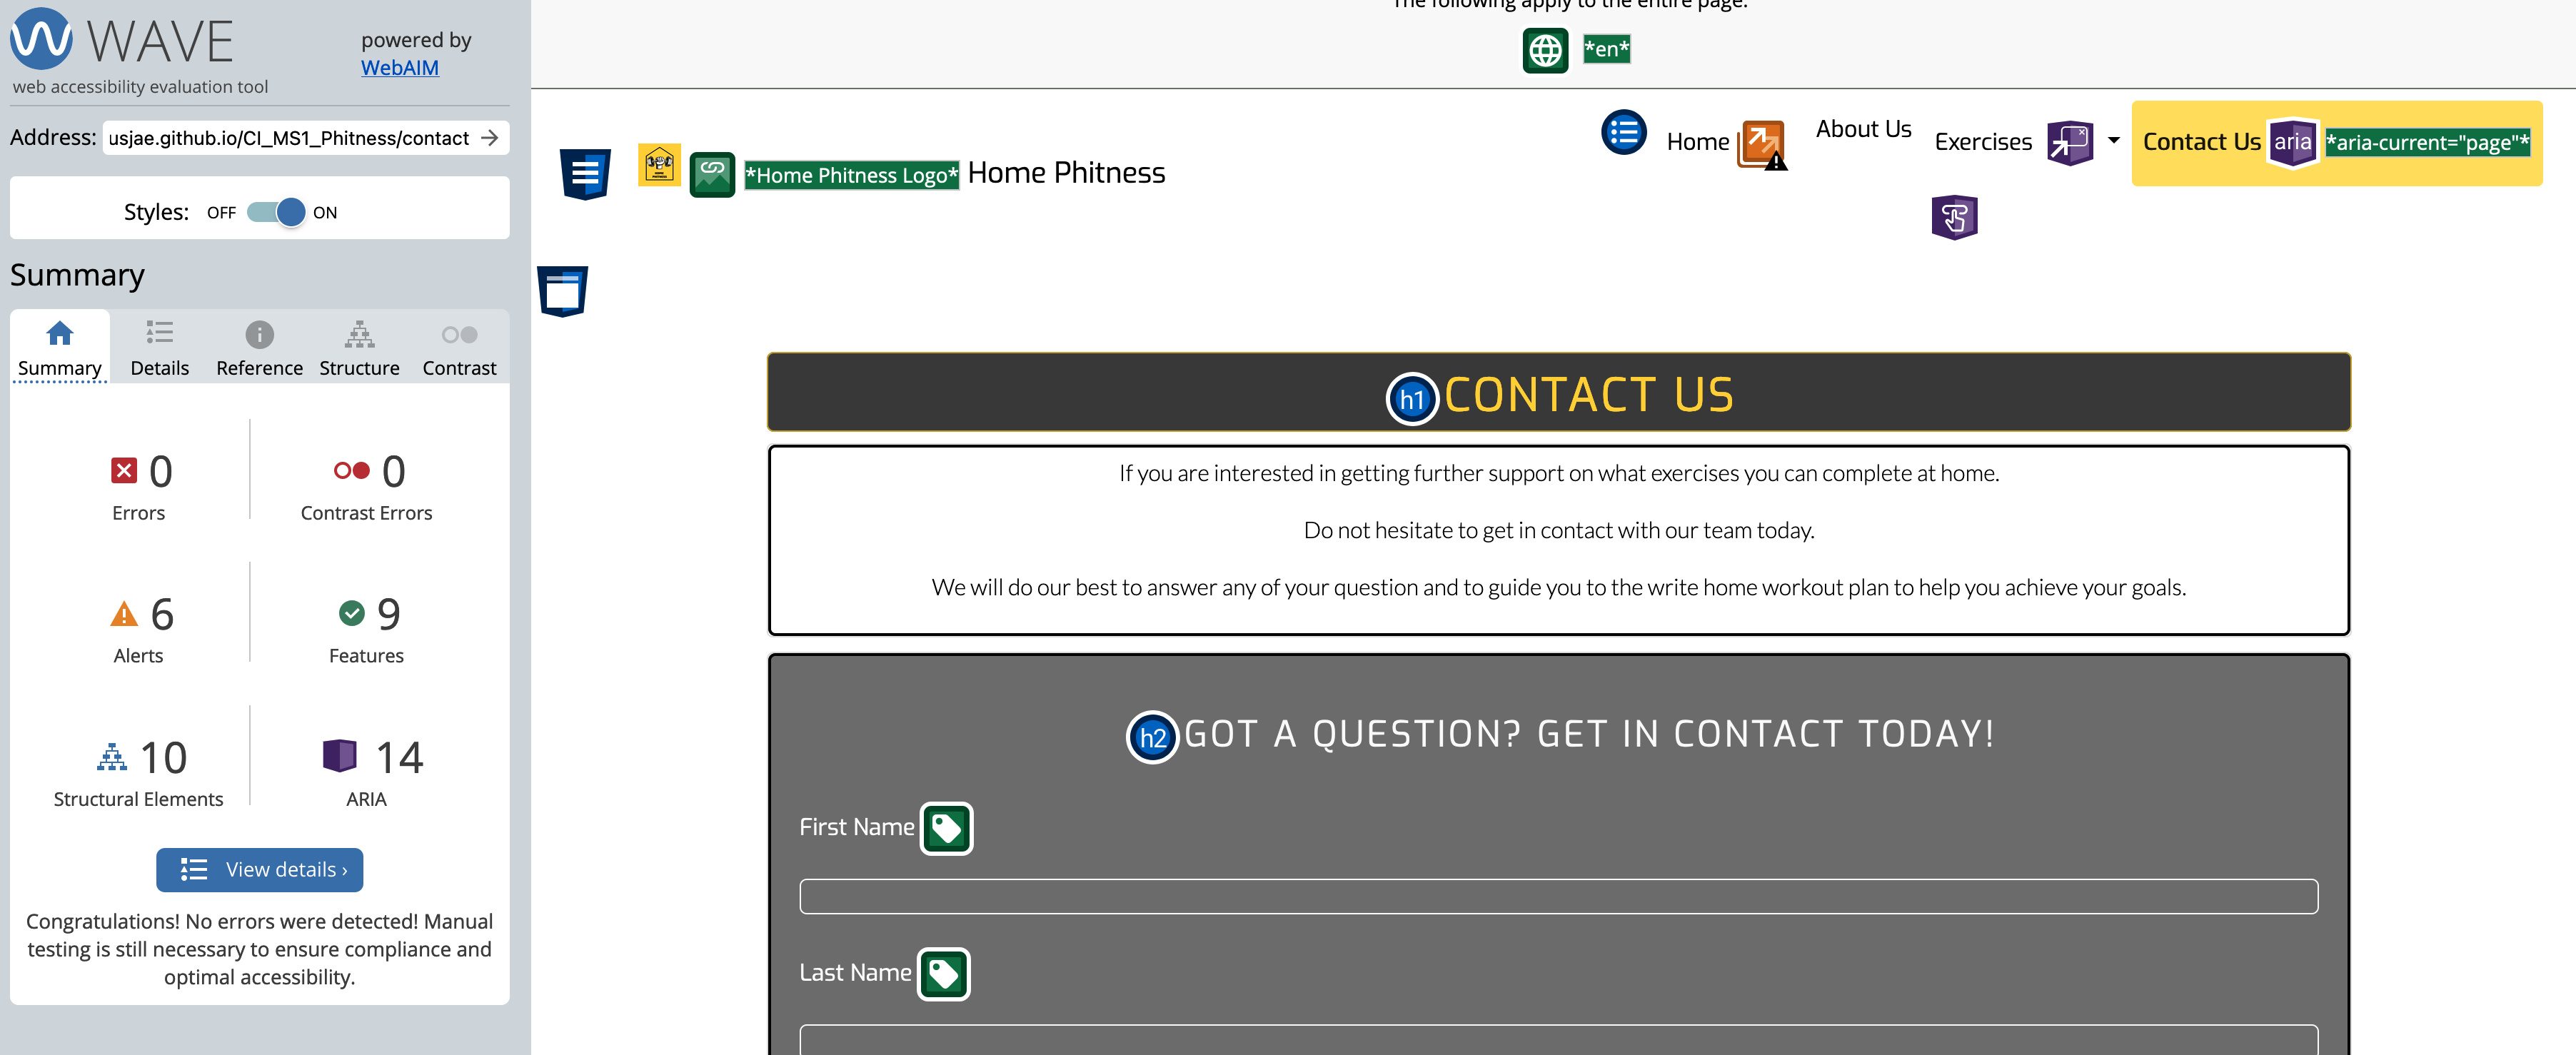 WAVE
powered by
WebAIM
web accessibility evaluation tool
Address: usjae.github.io/CI_MS1_Phitness/contact
Styles: OFF ON
Summary
Summary Details Reference Structure Contrast
0 Errors
0 Contrast Errors
6 Alerts
9 Features
10 Structural Elements
14 ARIA
View details ›
Congratulations! No errors were detected! Manual
testing is still necessary to ensure compliance and
optimal accessibility.
The following apply to the entire page:
*en*
*Home Phitness Logo* Home Phitness
Home About Us Exercises Contact Us aria *aria-current="page"*
h1 CONTACT US
If you are interested in getting further support on what exercises you can complete at home.
Do not hesitate to get in contact with our team today.
We will do our best to answer any of your question and to guide you to the write home workout plan to help you achieve your goals.
h2 GOT A QUESTION? GET IN CONTACT TODAY!
First Name
Last Name